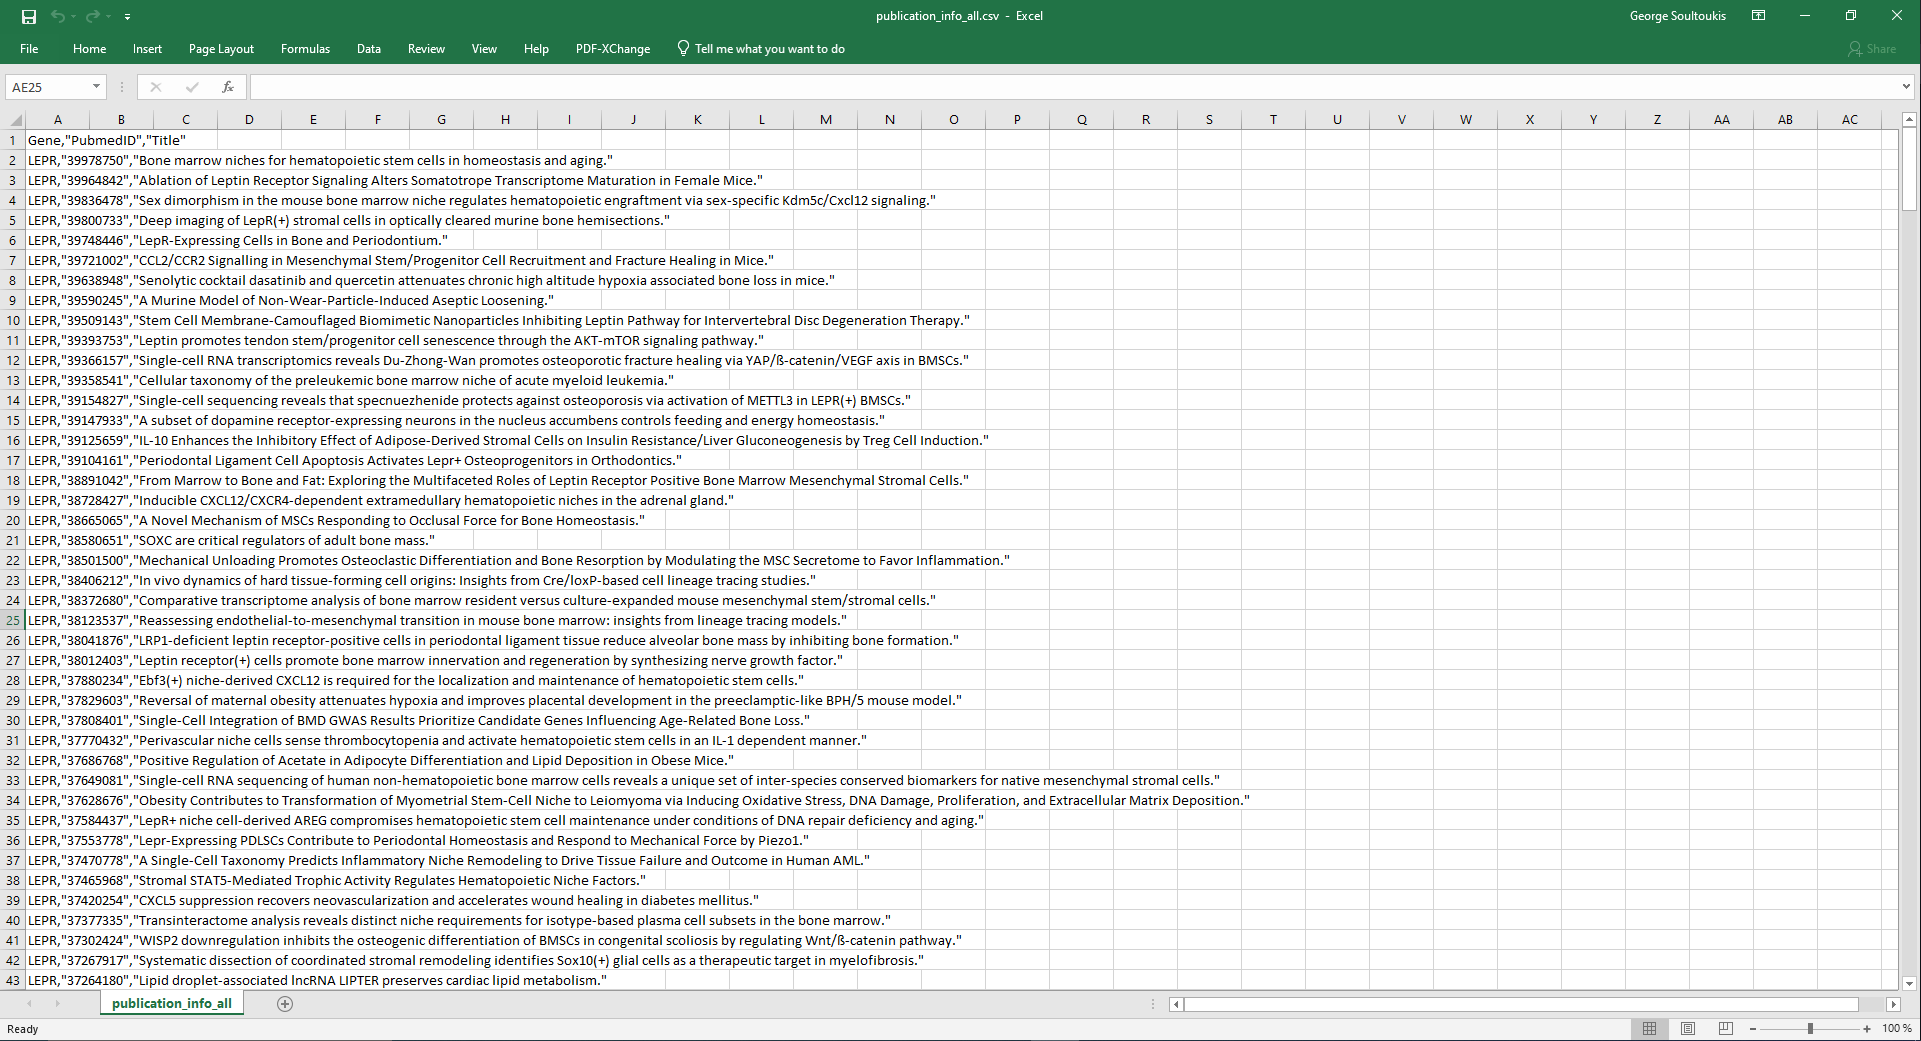 publication_info_all.csv - Excel
George Soultoukis
File Home Insert Page Layout Formulas Data Review View Help PDF-XChange Tell me what you want to do Share
AE25 fx
A B C D E F G H I J K L M N O P Q R S T U V W X Y Z AA AB AC
1 Gene,"PubmedID","Title"
2 LEPR,"39978750","Bone marrow niches for hematopoietic stem cells in homeostasis and aging."
3 LEPR,"39964842","Ablation of Leptin Receptor Signaling Alters Somatotrope Transcriptome Maturation in Female Mice."
4 LEPR,"39836478","Sex dimorphism in the mouse bone marrow niche regulates hematopoietic engraftment via sex-specific Kdm5c/Cxcl12 signaling."
5 LEPR,"39800733","Deep imaging of LepR(+) stromal cells in optically cleared murine bone hemisections."
6 LEPR,"39748446","LepR-Expressing Cells in Bone and Periodontium."
7 LEPR,"39721002","CCL2/CCR2 Signalling in Mesenchymal Stem/Progenitor Cell Recruitment and Fracture Healing in Mice."
8 LEPR,"39638948","Senolytic cocktail dasatinib and quercetin attenuates chronic high altitude hypoxia associated bone loss in mice."
9 LEPR,"39590245","A Murine Model of Non-Wear-Particle-Induced Aseptic Loosening."
10 LEPR,"39509143","Stem Cell Membrane-Camouflaged Biomimetic Nanoparticles Inhibiting Leptin Pathway for Intervertebral Disc Degeneration Therapy."
11 LEPR,"39393753","Leptin promotes tendon stem/progenitor cell senescence through the AKT-mTOR signaling pathway."
12 LEPR,"39366157","Single-cell RNA transcriptomics reveals Du-Zhong-Wan promotes osteoporotic fracture healing via YAP/ß-catenin/VEGF axis in BMSCs."
13 LEPR,"39358541","Cellular taxonomy of the preleukemic bone marrow niche of acute myeloid leukemia."
14 LEPR,"39154827","Single-cell sequencing reveals that specnuezhenide protects against osteoporosis via activation of METTL3 in LEPR(+) BMSCs."
15 LEPR,"39147933","A subset of dopamine receptor-expressing neurons in the nucleus accumbens controls feeding and energy homeostasis."
16 LEPR,"39125659","IL-10 Enhances the Inhibitory Effect of Adipose-Derived Stromal Cells on Insulin Resistance/Liver Gluconeogenesis by Treg Cell Induction."
17 LEPR,"39104161","Periodontal Ligament Cell Apoptosis Activates Lepr+ Osteoprogenitors in Orthodontics."
18 LEPR,"38891042","From Marrow to Bone and Fat: Exploring the Multifaceted Roles of Leptin Receptor Positive Bone Marrow Mesenchymal Stromal Cells."
19 LEPR,"38728427","Inducible CXCL12/CXCR4-dependent extramedullary hematopoietic niches in the adrenal gland."
20 LEPR,"38665065","A Novel Mechanism of MSCs Responding to Occlusal Force for Bone Homeostasis."
21 LEPR,"38580651","SOXC are critical regulators of adult bone mass."
22 LEPR,"38501500","Mechanical Unloading Promotes Osteoclastic Differentiation and Bone Resorption by Modulating the MSC Secretome to Favor Inflammation."
23 LEPR,"38406212","In vivo dynamics of hard tissue-forming cell origins: Insights from Cre/loxP-based cell lineage tracing studies."
24 LEPR,"38372680","Comparative transcriptome analysis of bone marrow resident versus culture-expanded mouse mesenchymal stem/stromal cells."
25 LEPR,"38123537","Reassessing endothelial-to-mesenchymal transition in mouse bone marrow: insights from lineage tracing models."
26 LEPR,"38041876","LRP1-deficient leptin receptor-positive cells in periodontal ligament tissue reduce alveolar bone mass by inhibiting bone formation."
27 LEPR,"38012403","Leptin receptor(+) cells promote bone marrow innervation and regeneration by synthesizing nerve growth factor."
28 LEPR,"37880234","Ebf3(+) niche-derived CXCL12 is required for the localization and maintenance of hematopoietic stem cells."
29 LEPR,"37829603","Reversal of maternal obesity attenuates hypoxia and improves placental development in the preeclamptic-like BPH/5 mouse model."
30 LEPR,"37808401","Single-Cell Integration of BMD GWAS Results Prioritize Candidate Genes Influencing Age-Related Bone Loss."
31 LEPR,"37770432","Perivascular niche cells sense thrombocytopenia and activate hematopoietic stem cells in an IL-1 dependent manner."
32 LEPR,"37686768","Positive Regulation of Acetate in Adipocyte Differentiation and Lipid Deposition in Obese Mice."
33 LEPR,"37649081","Single-cell RNA sequencing of human non-hematopoietic bone marrow cells reveals a unique set of inter-species conserved biomarkers for native mesenchymal stromal cells."
34 LEPR,"37628676","Obesity Contributes to Transformation of Myometrial Stem-Cell Niche to Leiomyoma via Inducing Oxidative Stress, DNA Damage, Proliferation, and Extracellular Matrix Deposition."
35 LEPR,"37584437","LepR+ niche cell-derived AREG compromises hematopoietic stem cell maintenance under conditions of DNA repair deficiency and aging."
36 LEPR,"37553778","Lepr-Expressing PDLSCs Contribute to Periodontal Homeostasis and Respond to Mechanical Force by Piezo1."
37 LEPR,"37470778","A Single-Cell Taxonomy Predicts Inflammatory Niche Remodeling to Drive Tissue Failure and Outcome in Human AML."
38 LEPR,"37465968","Stromal STAT5-Mediated Trophic Activity Regulates Hematopoietic Niche Factors."
39 LEPR,"37420254","CXCL5 suppression recovers neovascularization and accelerates wound healing in diabetes mellitus."
40 LEPR,"37377335","Transinteractome analysis reveals distinct niche requirements for isotype-based plasma cell subsets in the bone marrow."
41 LEPR,"37302424","WISP2 downregulation inhibits the osteogenic differentiation of BMSCs in congenital scoliosis by regulating Wnt/ß-catenin pathway."
42 LEPR,"37267917","Systematic dissection of coordinated stromal remodeling identifies Sox10(+) glial cells as a therapeutic target in myelofibrosis."
43 LEPR,"37264180","Lipid droplet-associated lncRNA LIPTER preserves cardiac lipid metabolism."
publication_info_all
Ready
100 %